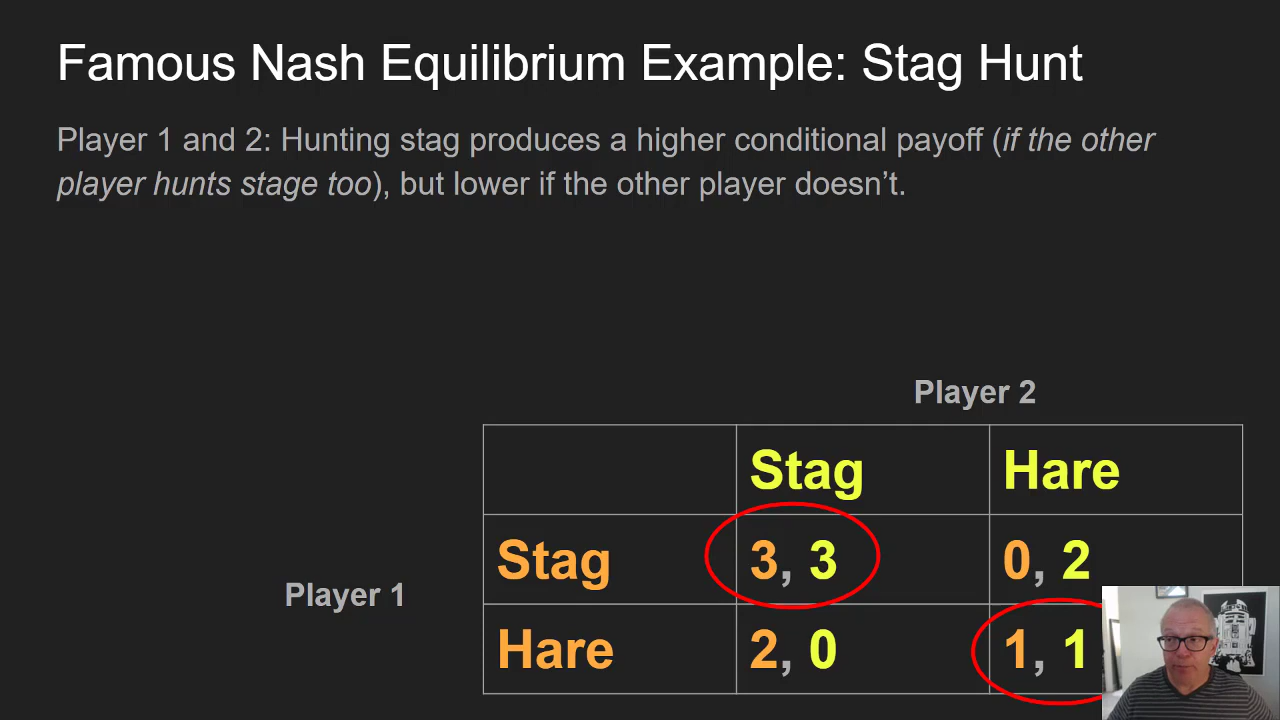 Famous Nash Equilibrium Example: Stag Hunt
Player 1 and 2: Hunting stag produces a higher conditional payoff (if the other
player hunts stage too), but lower if the other player doesn’t.
Player 2
Stag Hare
Stag 3, 3 0, 2
Player 1
Hare 2, 0 1, 1